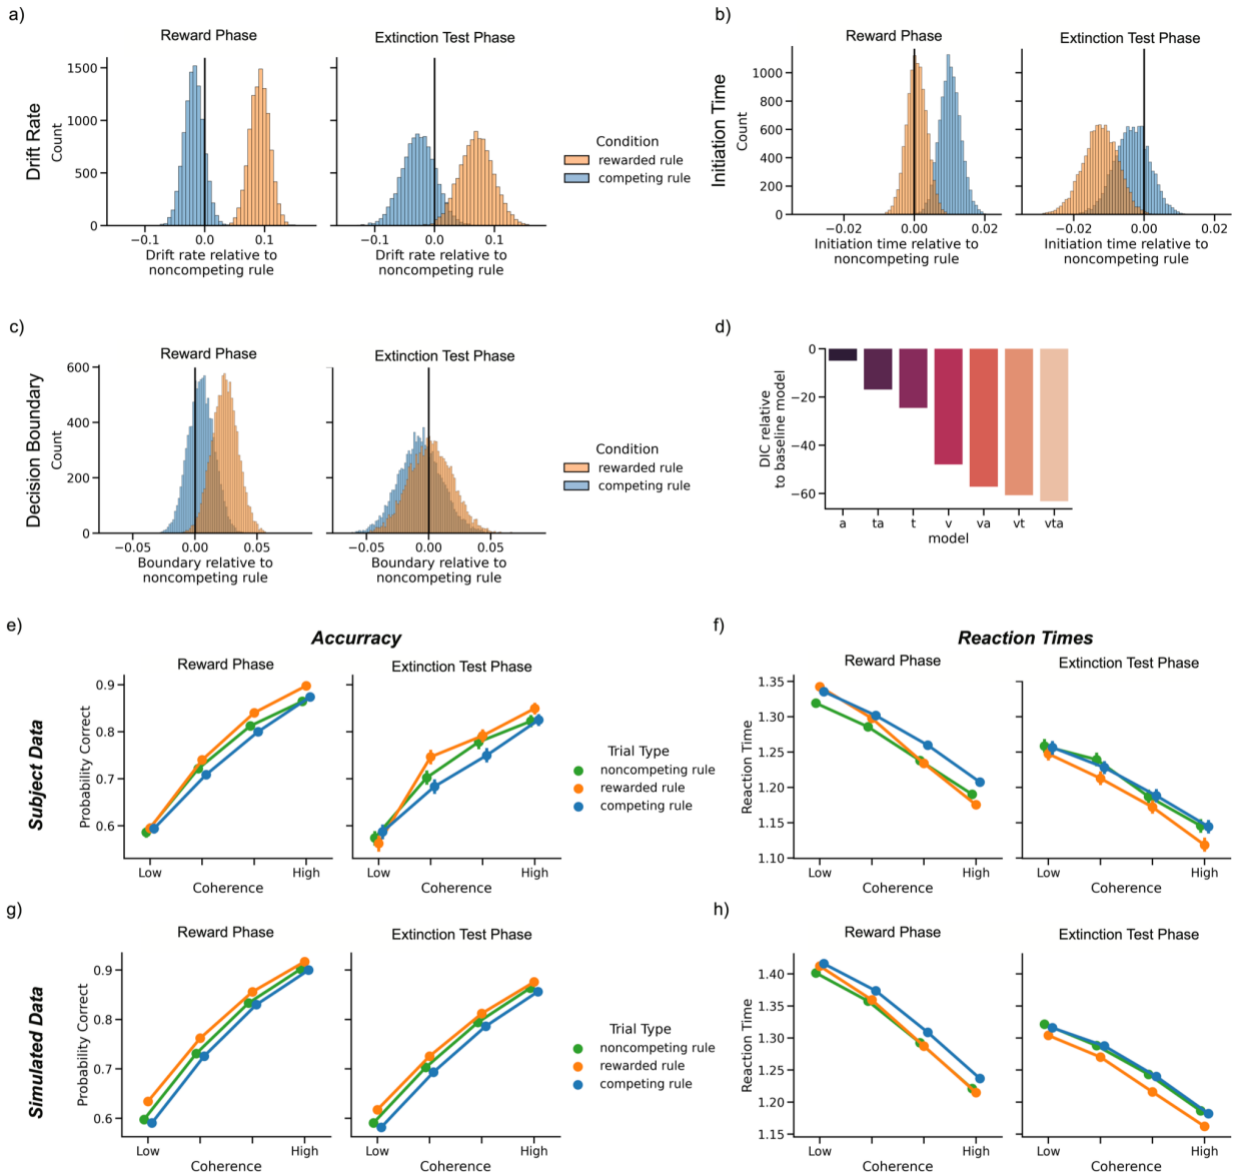 a)
Reward Phase
Extinction Test Phase
Drift Rate
Count
1500
1000
500
0
−0.1 0.0 0.1
−0.1 0.0 0.1
Drift rate relative to
noncompeting rule
Drift rate relative to
noncompeting rule
Condition
rewarded rule
competing rule
b)
Reward Phase
Extinction Test Phase
Initiation Time
Count
1000
800
600
400
200
0
−0.02 0.00 0.02
−0.02 0.00 0.02
Initiation time relative to
noncompeting rule
Initiation time relative to
noncompeting rule
c)
Reward Phase
Extinction Test Phase
Decision Boundary
Count
600
400
200
0
−0.05 0.00 0.05
−0.05 0.00 0.05
Boundary relative to
noncompeting rule
Boundary relative to
noncompeting rule
Condition
rewarded rule
competing rule
d)
DIC relative
to baseline model
0
−20
−40
−60
a ta t v va vt vta
model
e)
Accurracy
Reward Phase
Extinction Test Phase
Subject Data
Probability Correct
0.9
0.8
0.7
0.6
Low High
Coherence
Low High
Coherence
Trial Type
noncompeting rule
rewarded rule
competing rule
f)
Reaction Times
Reward Phase
Extinction Test Phase
Reaction Time
1.35
1.30
1.25
1.20
1.15
1.10
Low High
Coherence
Low High
Coherence
g)
Reward Phase
Extinction Test Phase
Simulated Data
Probability Correct
0.9
0.8
0.7
0.6
Low High
Coherence
Low High
Coherence
Trial Type
noncompeting rule
rewarded rule
competing rule
h)
Reward Phase
Extinction Test Phase
Reaction Time
1.40
1.35
1.30
1.25
1.20
1.15
Low High
Coherence
Low High
Coherence